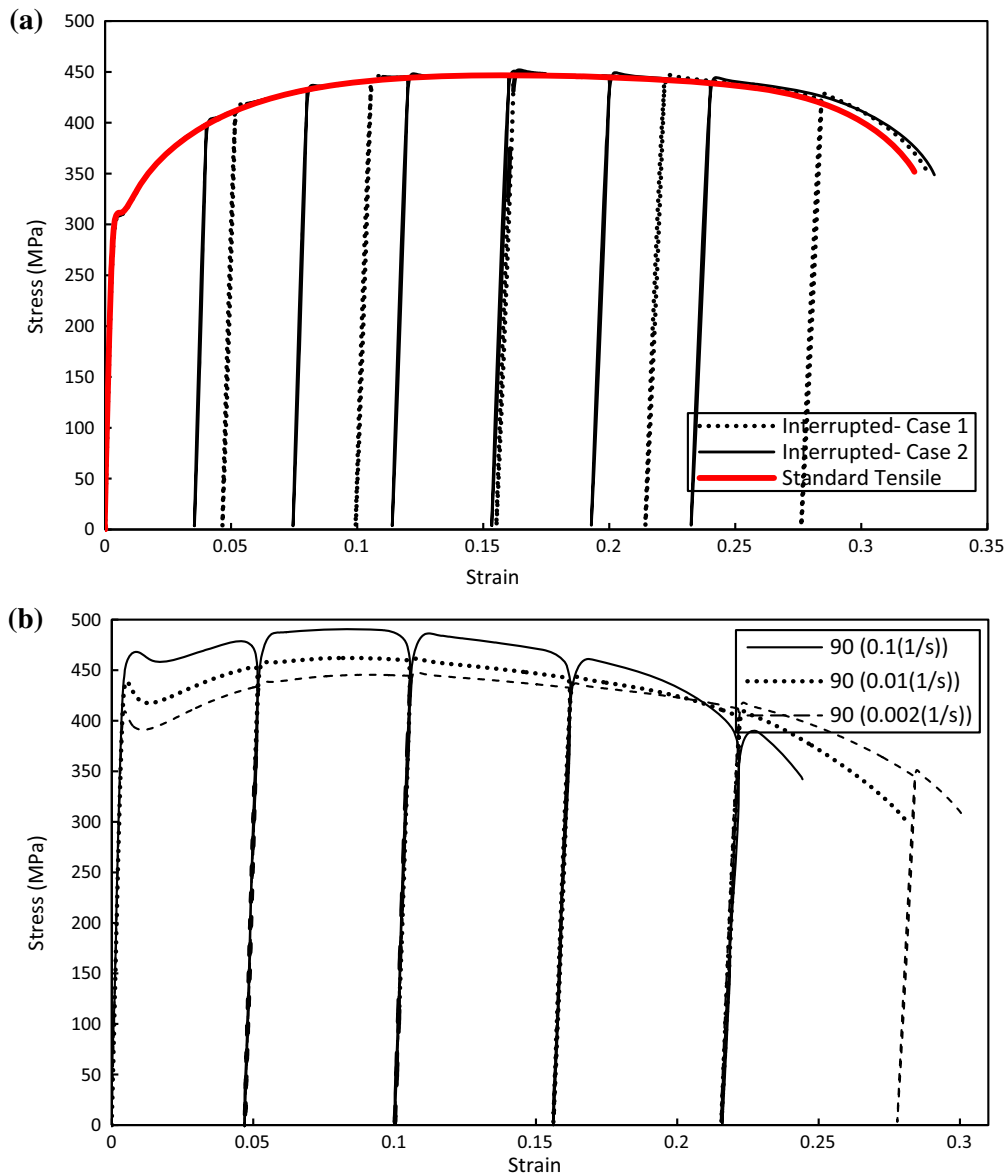 (a)
500
450
400
350
300
250
200
150
100
50
0
Stress (MPa)
Interrupted- Case 1
Interrupted- Case 2
Standard Tensile
0 0.05 0.1 0.15 0.2 0.25 0.3 0.35
Strain
(b)
500
450
400
350
300
250
200
150
100
50
0
Stress (MPa)
90 (0.1(1/s))
90 (0.01(1/s))
90 (0.002(1/s))
0 0.05 0.1 0.15 0.2 0.25 0.3
Strain